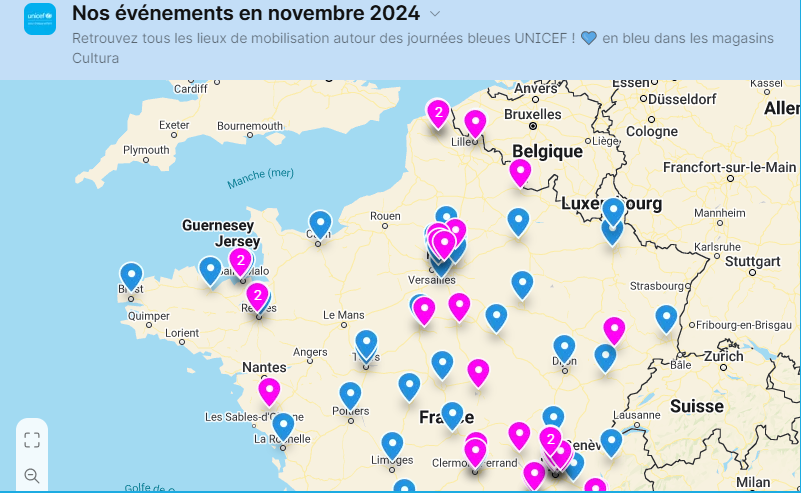 unicef
Nos événements en novembre 2024
Retrouvez tous les lieux de mobilisation autour des journées bleues UNICEF ! 💙 en bleu dans les magasins
Cultura
Cardiff
Anvers
Essen
Kassel
Düsseldorf
Aller
Exeter
Bournemouth
2
Bruxelles
Cologne
Plymouth
Lille
Liège
Belgique
Manche (mer)
Francfort-sur-le-Main
Luxembourg
Guernesey
Rouen
Mannheim
Jersey
Karlsruhe
2
Stuttgart
Brest
Versailles
Strasbourg
2
Rennes
Quimper
Le Mans
Fribourg-en-Brisgau
Lorient
Angers
Tours
Dijon
Zurich
Nantes
Bâle
Les Sables-d'Olonne
Poitiers
France
Suisse
Lausanne
La Rochelle
2
Genève
Limoges
Clermont-Ferrand
Milan
Golfe de